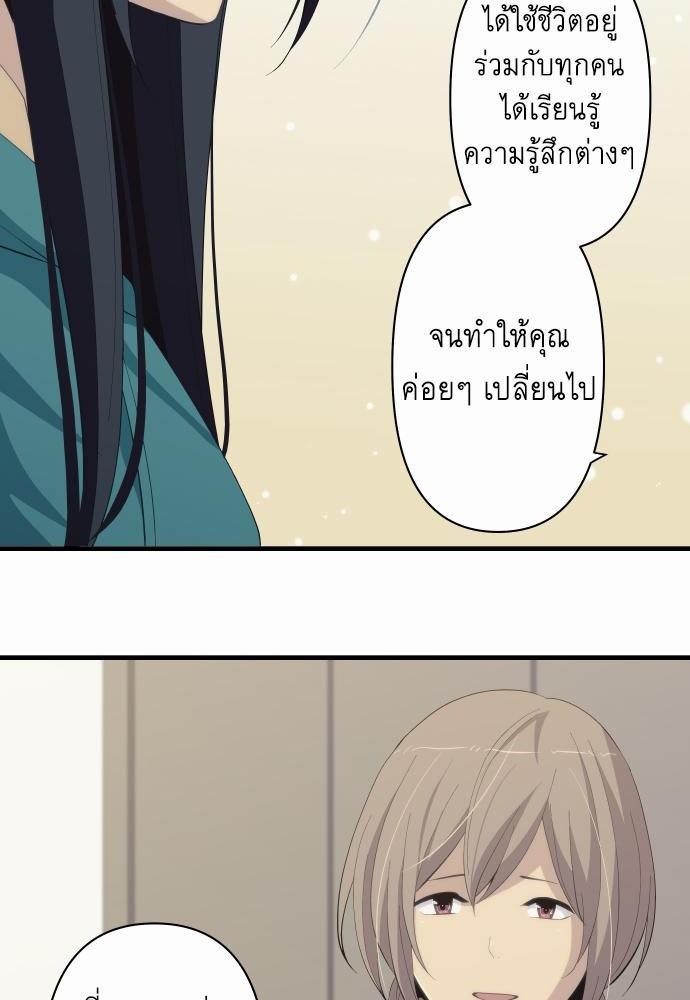 ได้ใช้ชีวิตอยู่
ร่วมกับทุกคน
ได้เรียนรู้
ความรู้สึกต่างๆ
จนทำให้คุณ
ค่อยๆ เปลี่ยนไป